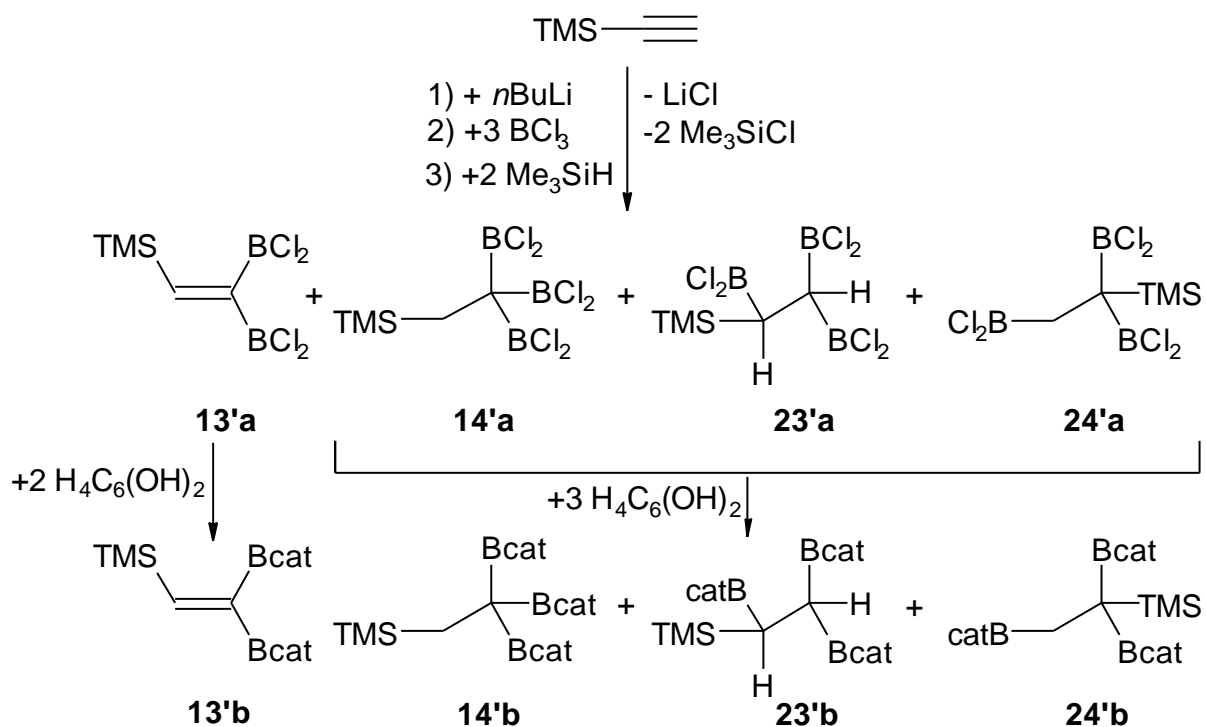 TMS
1) + nBuLi - LiCl
2) +3 BCl₃ -2 Me₃SiCl
3) +2 Me₃SiH
TMS BCl₂ BCl₂ + TMS BCl₂ BCl₂ BCl₂ + Cl₂B TMS H BCl₂ H BCl₂ + Cl₂B BCl₂ TMS BCl₂
13'a 14'a 23'a 24'a
+2 H₄C₆(OH)₂ +3 H₄C₆(OH)₂
TMS Bcat Bcat TMS Bcat Bcat Bcat + catB TMS H Bcat H Bcat + catB Bcat TMS Bcat
13'b 14'b 23'b 24'b